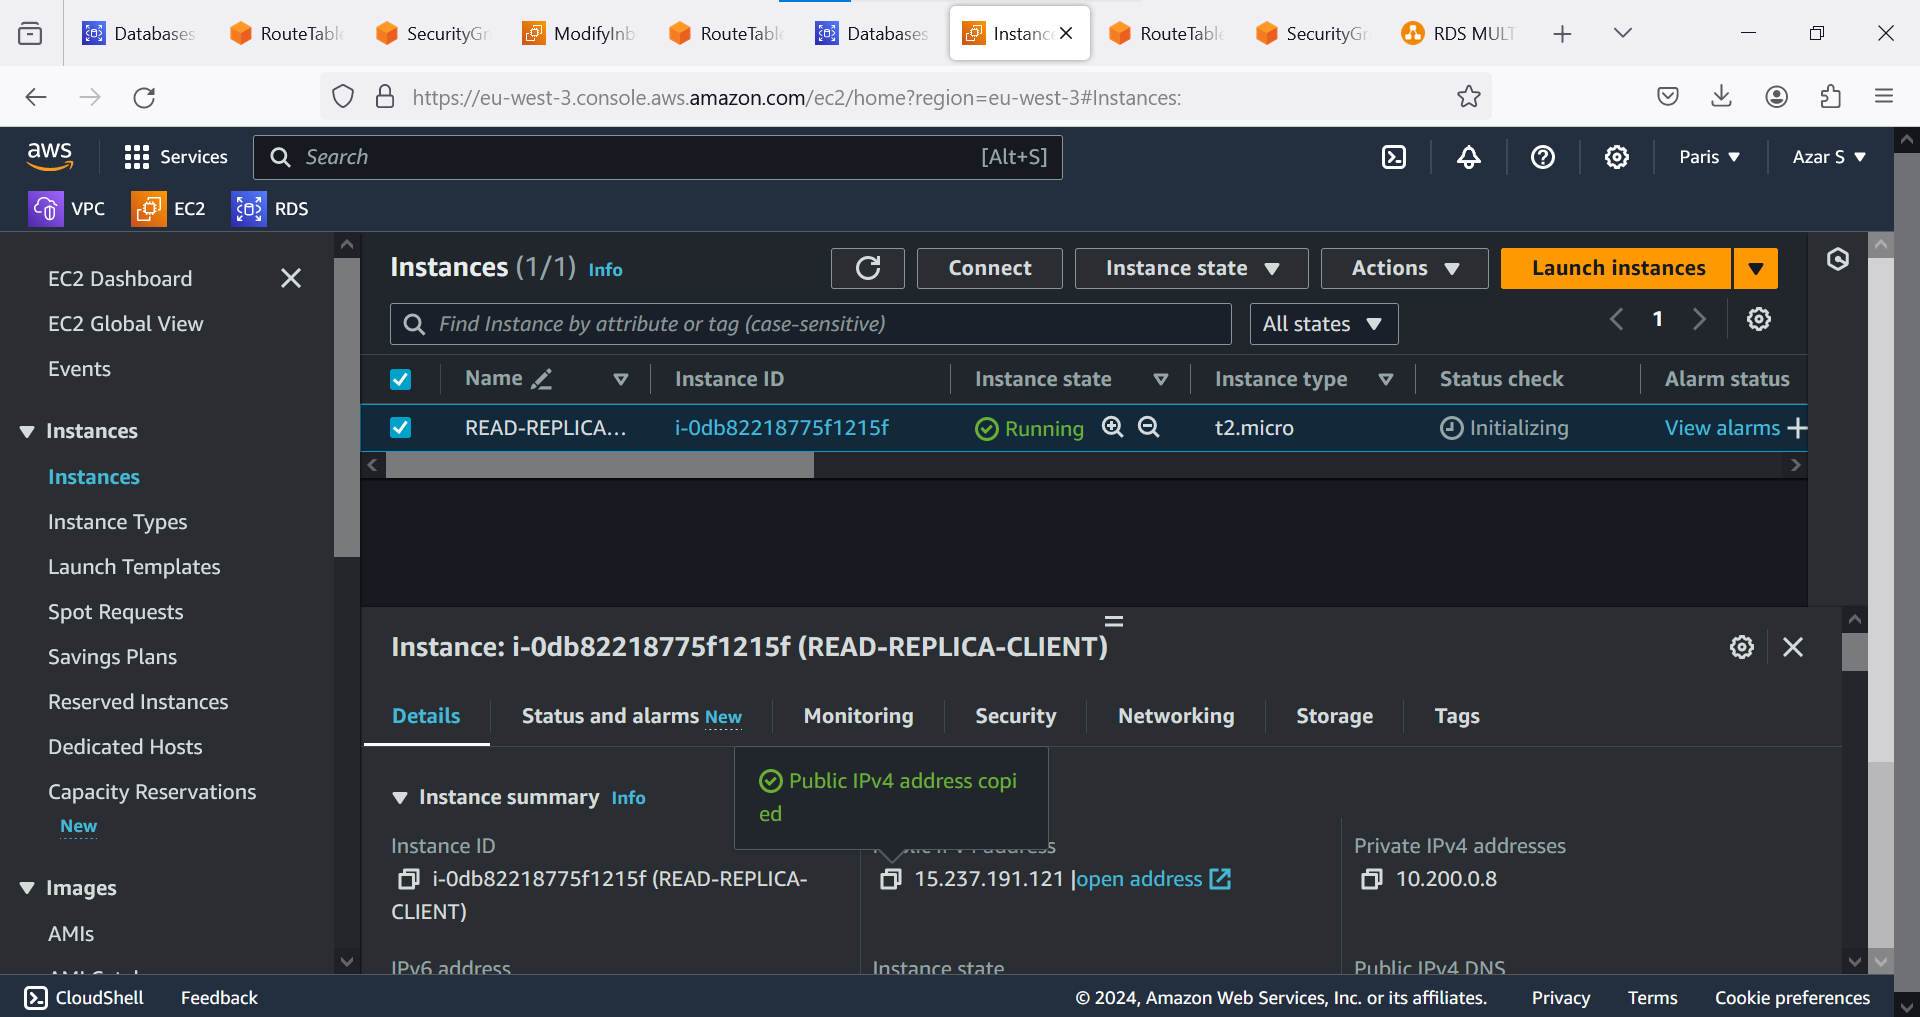 Databases
RouteTable
SecurityGr
ModifyInb
RouteTable
Databases
Instance
RouteTable
SecurityGr
RDS MULT
https://eu-west-3.console.aws.amazon.com/ec2/home?region=eu-west-3#Instances:
aws
Services
Search
[Alt+S]
Paris
Azar S
VPC
EC2
RDS
EC2 Dashboard
EC2 Global View
Events
Instances
Instances
Instance Types
Launch Templates
Spot Requests
Savings Plans
Reserved Instances
Dedicated Hosts
Capacity Reservations
New
Images
AMIs
Instances (1/1) Info
Connect
Instance state
Actions
Launch instances
Find Instance by attribute or tag (case-sensitive)
All states
1
Name
Instance ID
Instance state
Instance type
Status check
Alarm status
READ-REPLICA...
i-0db82218775f1215f
Running
t2.micro
Initializing
View alarms
Instance: i-0db82218775f1215f (READ-REPLICA-CLIENT)
Details
Status and alarms New
Monitoring
Security
Networking
Storage
Tags
Public IPv4 address copi
ed
Instance summary Info
Instance ID
i-0db82218775f1215f (READ-REPLICA-
CLIENT)
15.237.191.121 |open address
Private IPv4 addresses
10.200.0.8
IPv6 address
Instance state
Public IPv4 DNS
CloudShell
Feedback
© 2024, Amazon Web Services, Inc. or its affiliates.
Privacy
Terms
Cookie preferences